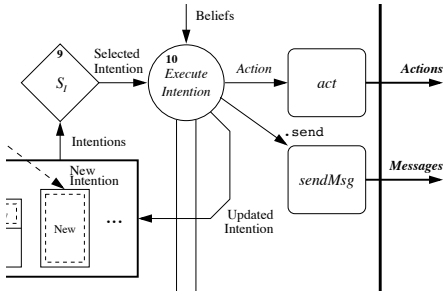 Beliefs
9
Selected
Intention
S_I
10
Execute
Intention
Action
act
Actions
Intentions
.send
Messages
New
Intention
sendMsg
New
...
Updated
Intention